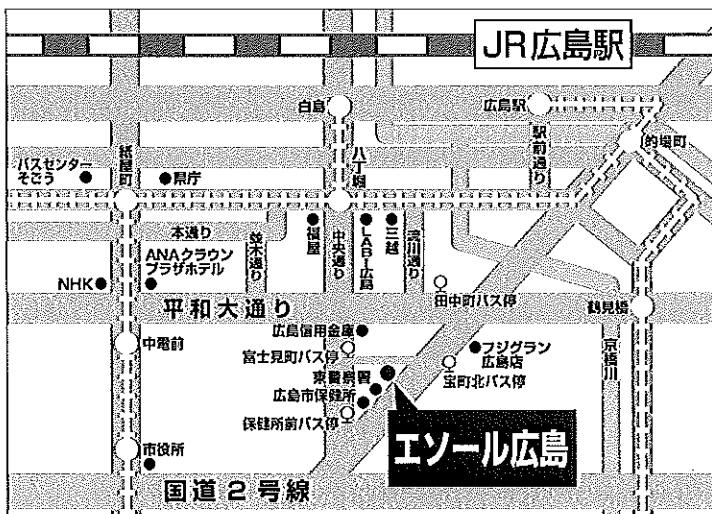 JR広島駅
白島
広島駅
的場町
駅前通り
紙屋町
八丁堀
バスセンター
そごう
県庁
本通り
並木通り
福屋
中央通り
LABI広島
三越
流川通り
ANAクラウン
プラザホテル
NHK
田中町バス停
平和大通り
鶴見橋
京橋川
広島信用金庫
中電前
富士見町バス停
フジグラン
広島店
東警察署
宝町北バス停
広島市保健所
保健所前バス停
エソール広島
市役所
国道2号線